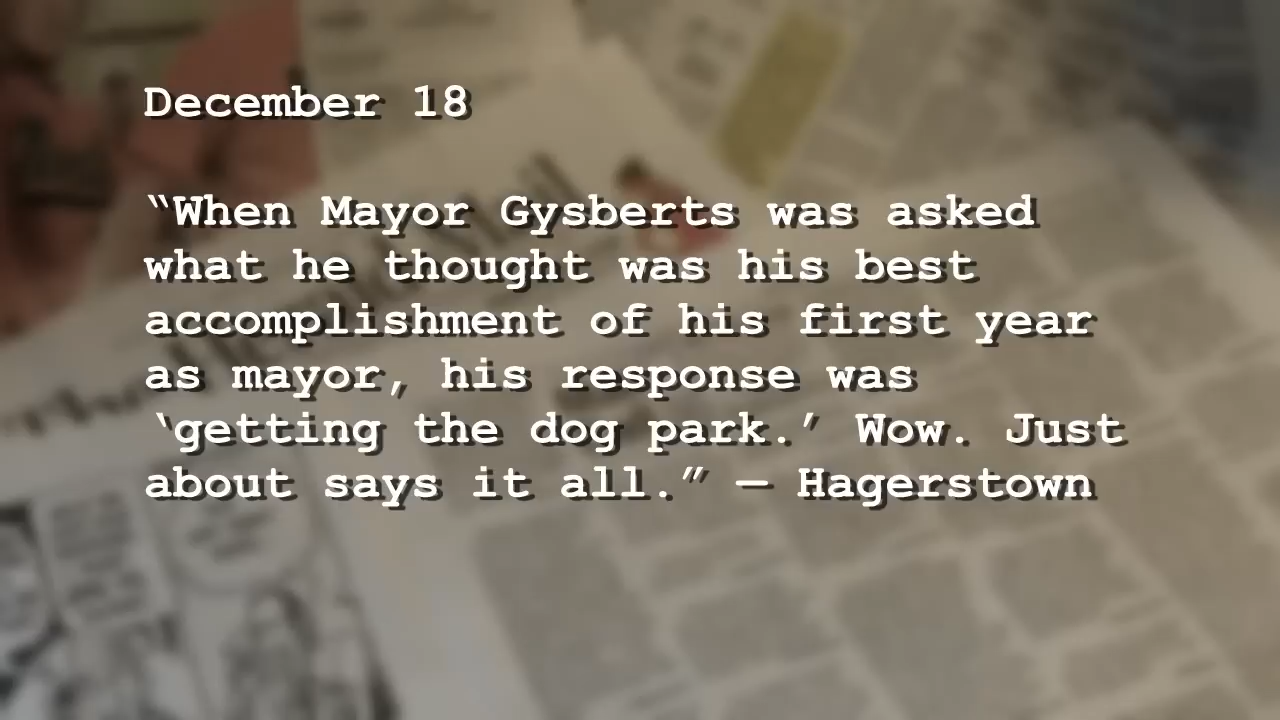 December 18
“When Mayor Gysberts was asked
what he thought was his best
accomplishment of his first year
as mayor, his response was
‘getting the dog park.’ Wow. Just
about says it all.” — Hagerstown